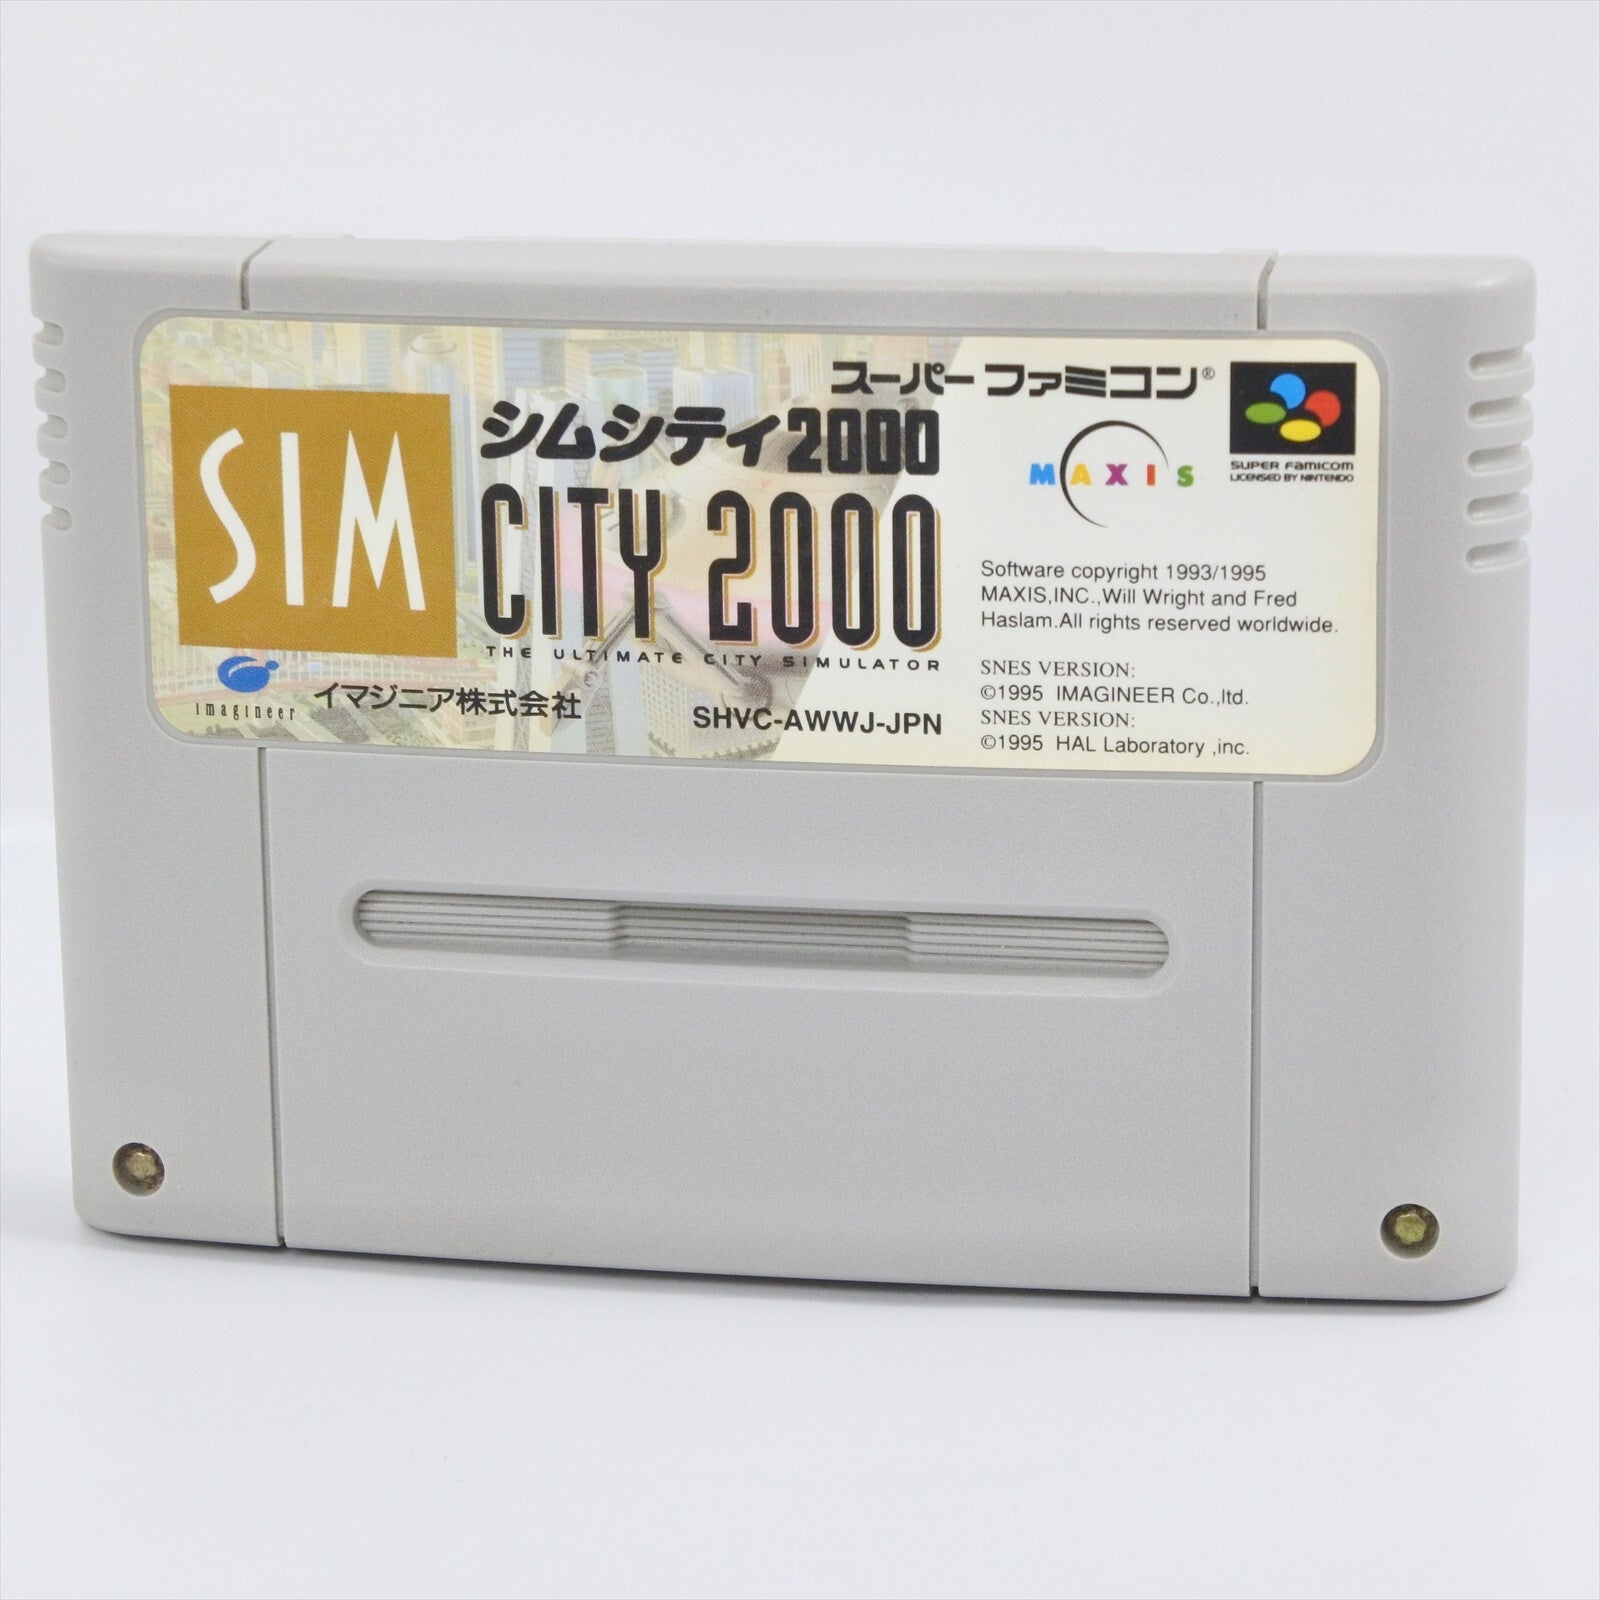 スーパーファミコン®
SUPER FAMICOM
LICENSED BY NINTENDO
SIM
シムシティ2000
CITY 2000
THE ULTIMATE CITY SIMULATOR
MAXIS
Software copyright 1993/1995
MAXIS,INC.,Will Wright and Fred
Haslam.All rights reserved worldwide.
SNES VERSION:
©1995 IMAGINEER Co.,ltd.
SNES VERSION:
©1995 HAL Laboratory ,inc.
imagineer
イマジニア株式会社
SHVC-AWWJ-JPN